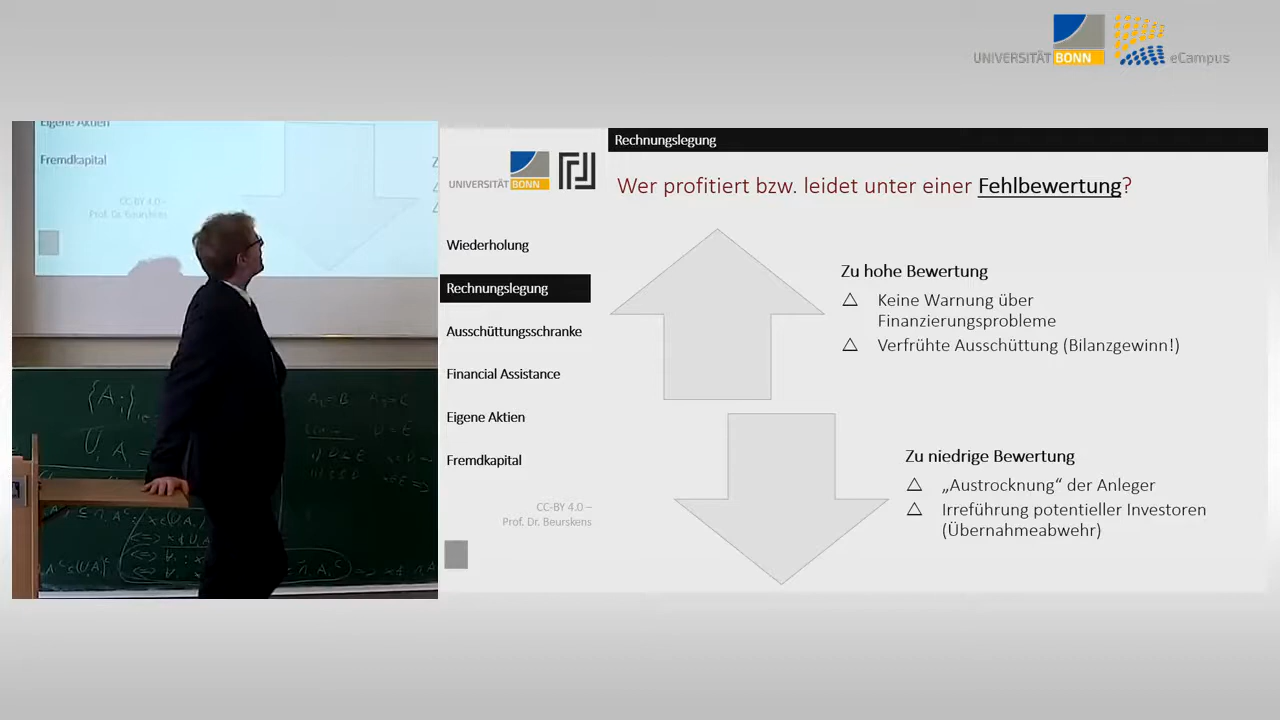 UNIVERSITÄT BONN eCampus
Eigene Aktien
Fremdkapital
CC-BY 4.0 –
Prof. Dr. Beurskens
UNIVERSITÄT BONN
Wiederholung
Rechnungslegung
Ausschüttungsschranke
Financial Assistance
Eigene Aktien
Fremdkapital
CC-BY 4.0 –
Prof. Dr. Beurskens
Rechnungslegung
Wer profitiert bzw. leidet unter einer Fehlbewertung?
Zu hohe Bewertung
Keine Warnung über
Finanzierungsprobleme
Verfrühte Ausschüttung (Bilanzgewinn!)
Zu niedrige Bewertung
„Austrocknung“ der Anleger
Irreführung potentieller Investoren
(Übernahmeabwehr)